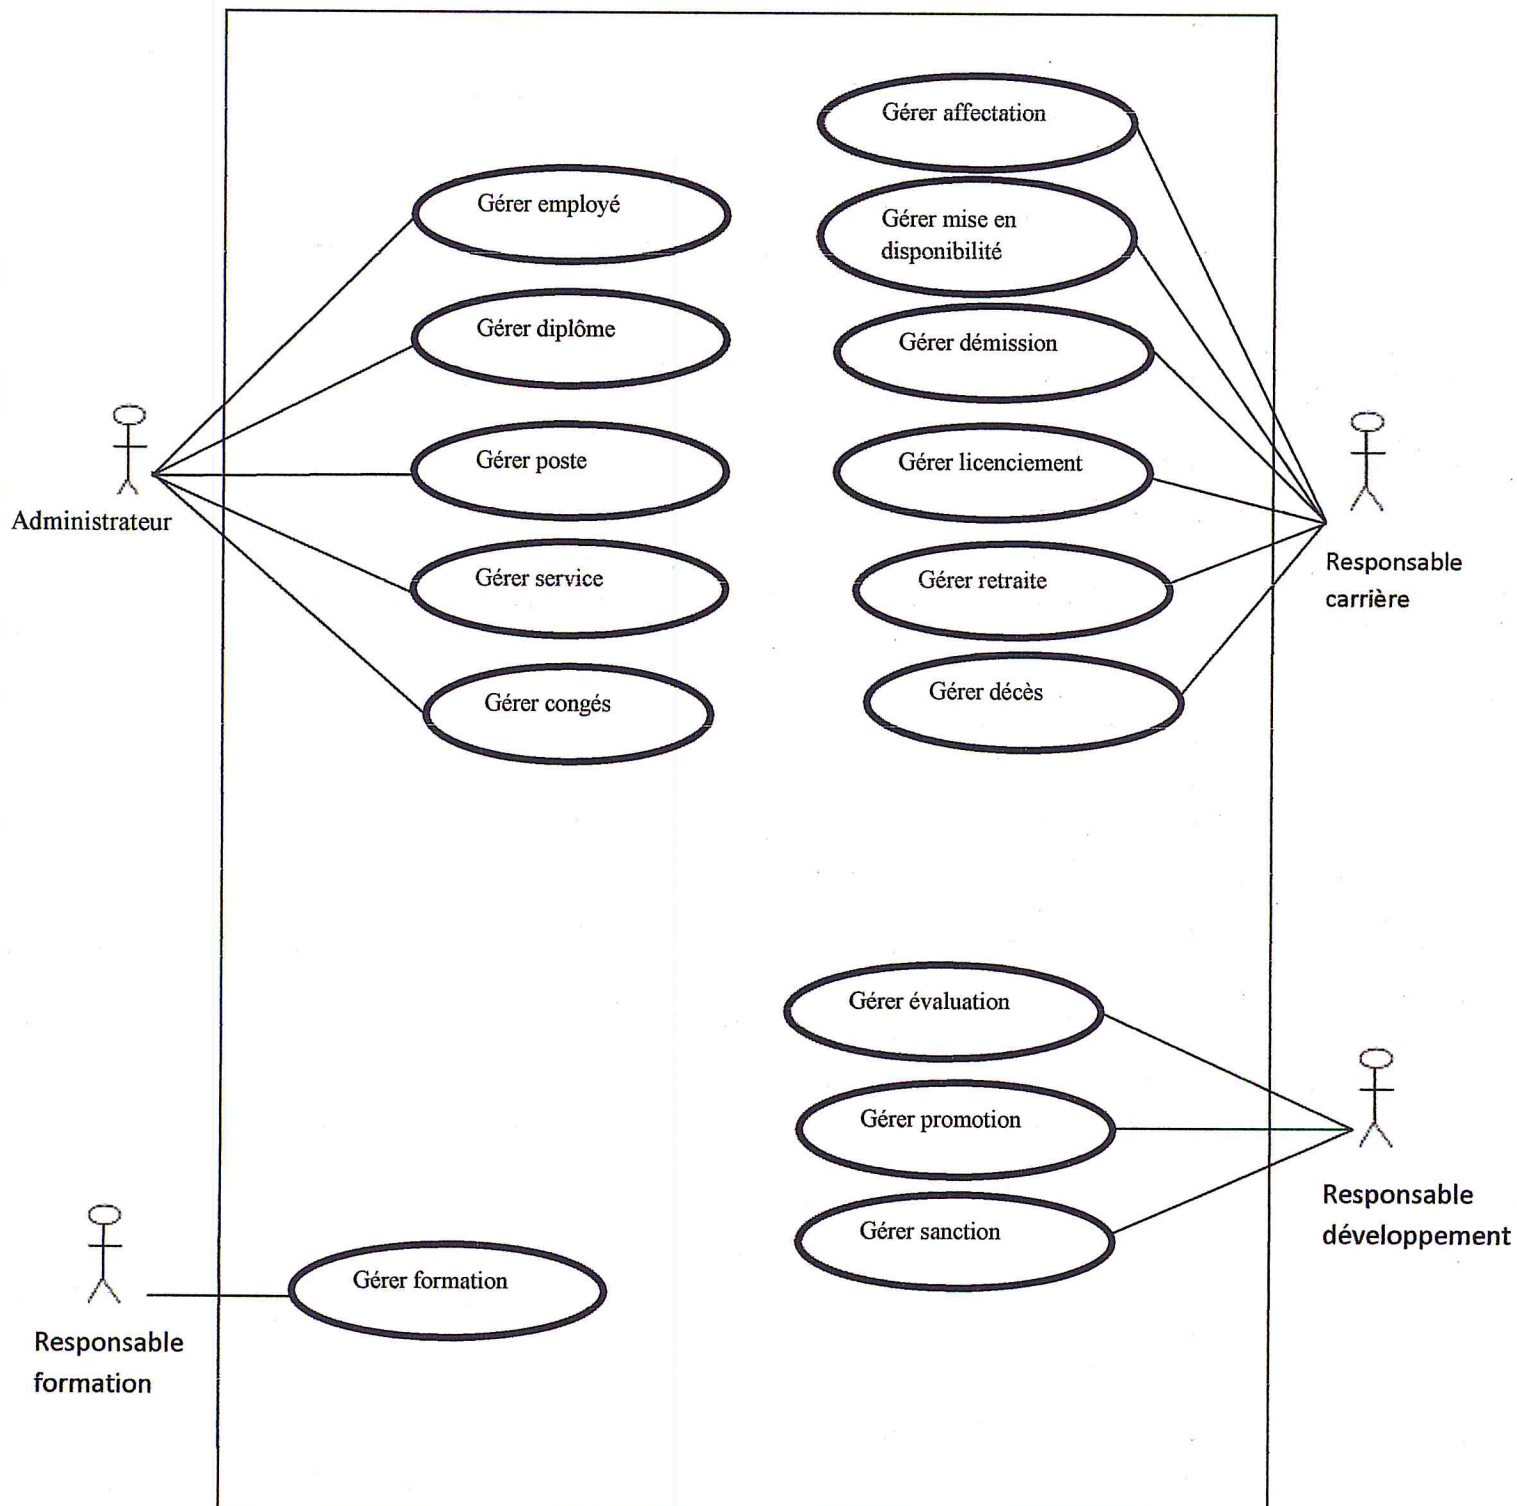 Gérer affectation
Gérer employé
Gérer mise en
disponibilité
Gérer diplôme
Gérer démission
Gérer poste
Gérer licenciement
Administrateur
Responsable
carrière
Gérer service
Gérer retraite
Gérer congés
Gérer décès
Gérer évaluation
Gérer promotion
Responsable
développement
Gérer sanction
Gérer formation
Responsable
formation